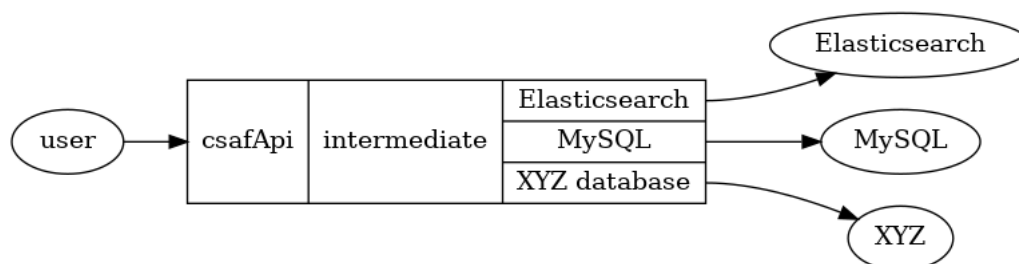 user
csafApi
intermediate
Elasticsearch
MySQL
XYZ database
Elasticsearch
MySQL
XYZ